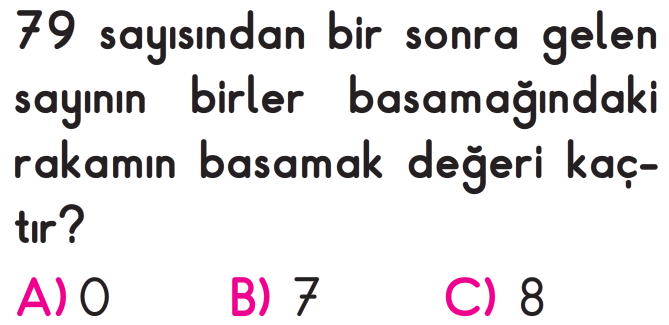 79 sayısından bir sonra gelen
sayının birler basamağındaki
rakamın basamak değeri kaç-
tır?
A) 0 B) 7 C) 8